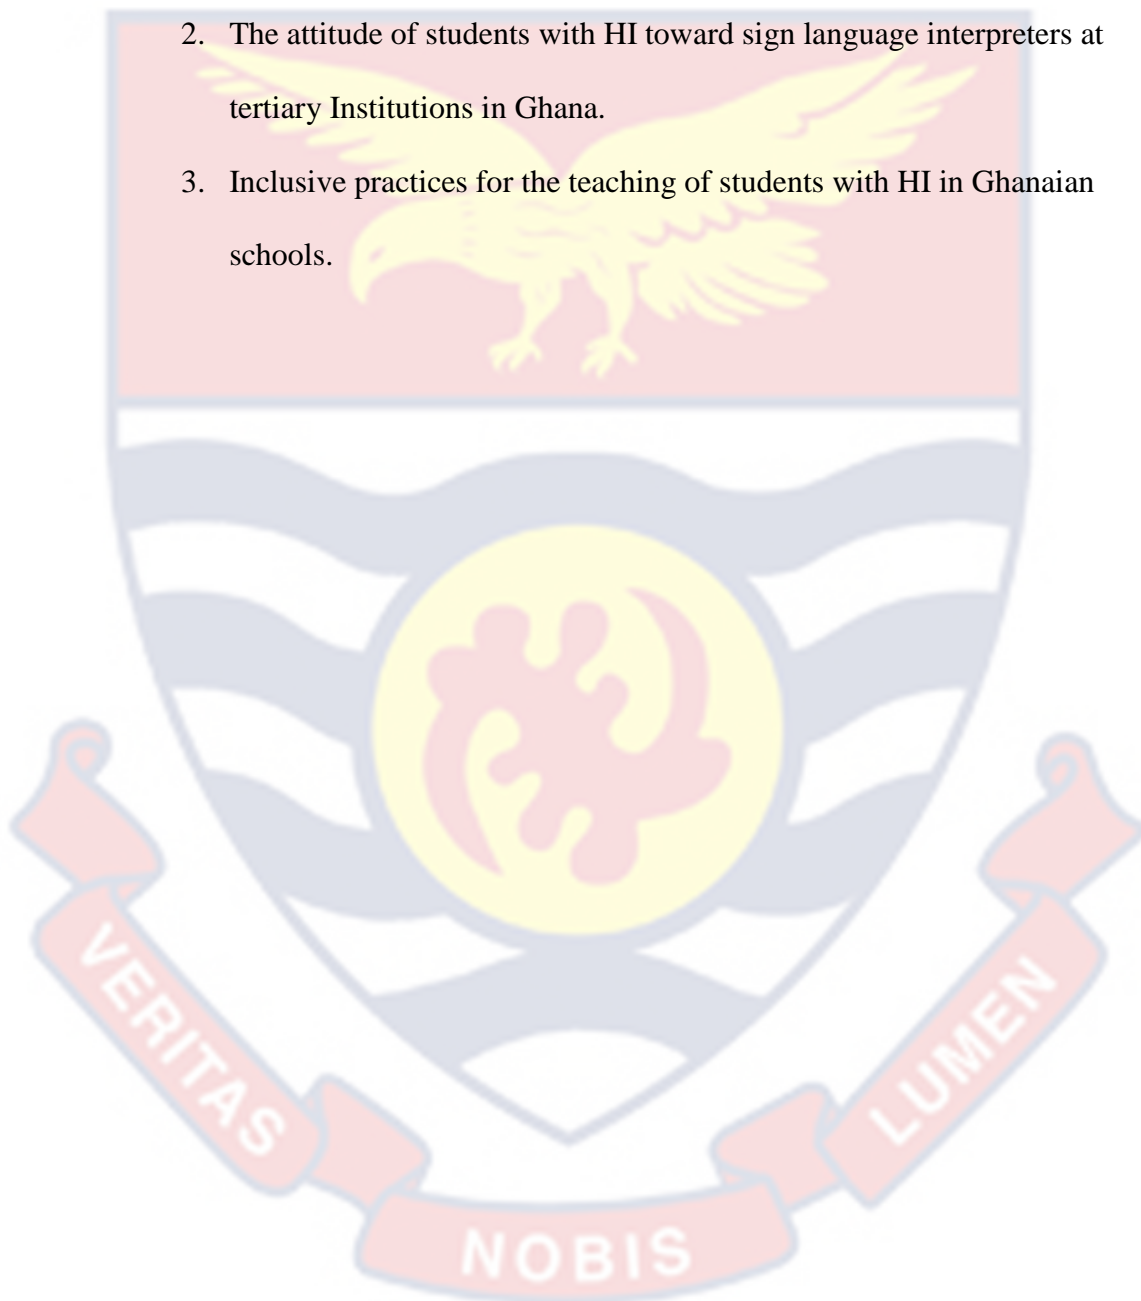 2. The attitude of students with HI toward sign language interpreters at
tertiary Institutions in Ghana.
3. Inclusive practices for the teaching of students with HI in Ghanaian
schools.
VERITAS
NOBIS
LUMEN